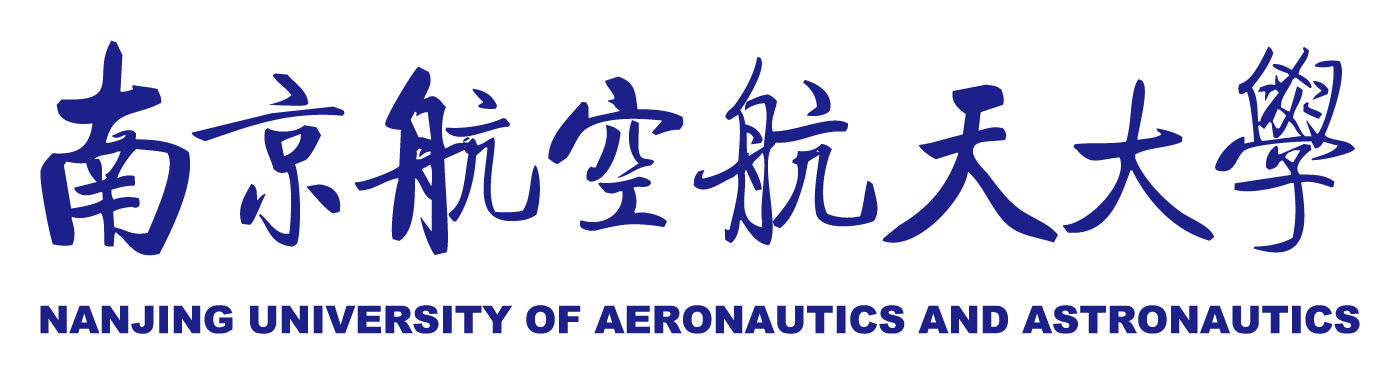 南京航空航天大學
NANJING UNIVERSITY OF AERONAUTICS AND ASTRONAUTICS